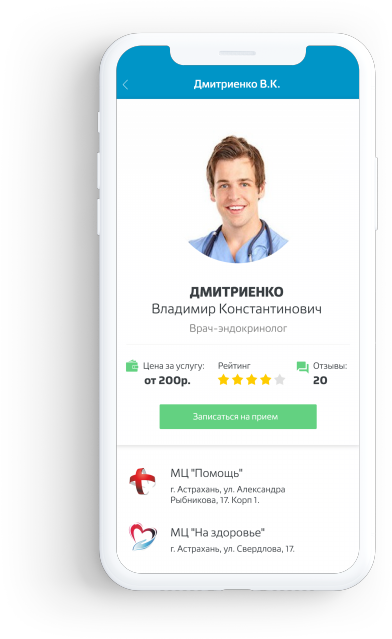 Дмитриенко В.К.
ДМИТРИЕНКО
Владимир Константинович
Врач-эндокринолог
Цена за услугу:
от 200р.
Рейтинг
Отзывы:
20
Записаться на прием
МЦ "Помощь"
г. Астрахань, ул. Александра
Рыбникова, 17. Корп 1.
МЦ "На здоровье"
г. Астрахань, ул. Свердлова, 17.